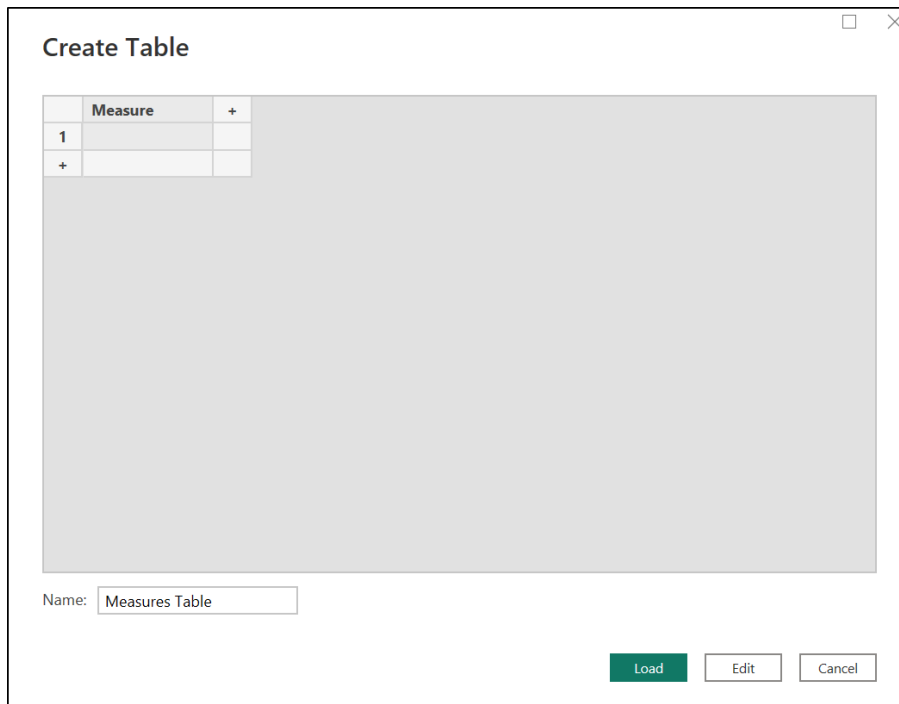 Create Table
Measure +
1
+
Name: Measures Table
Load Edit Cancel